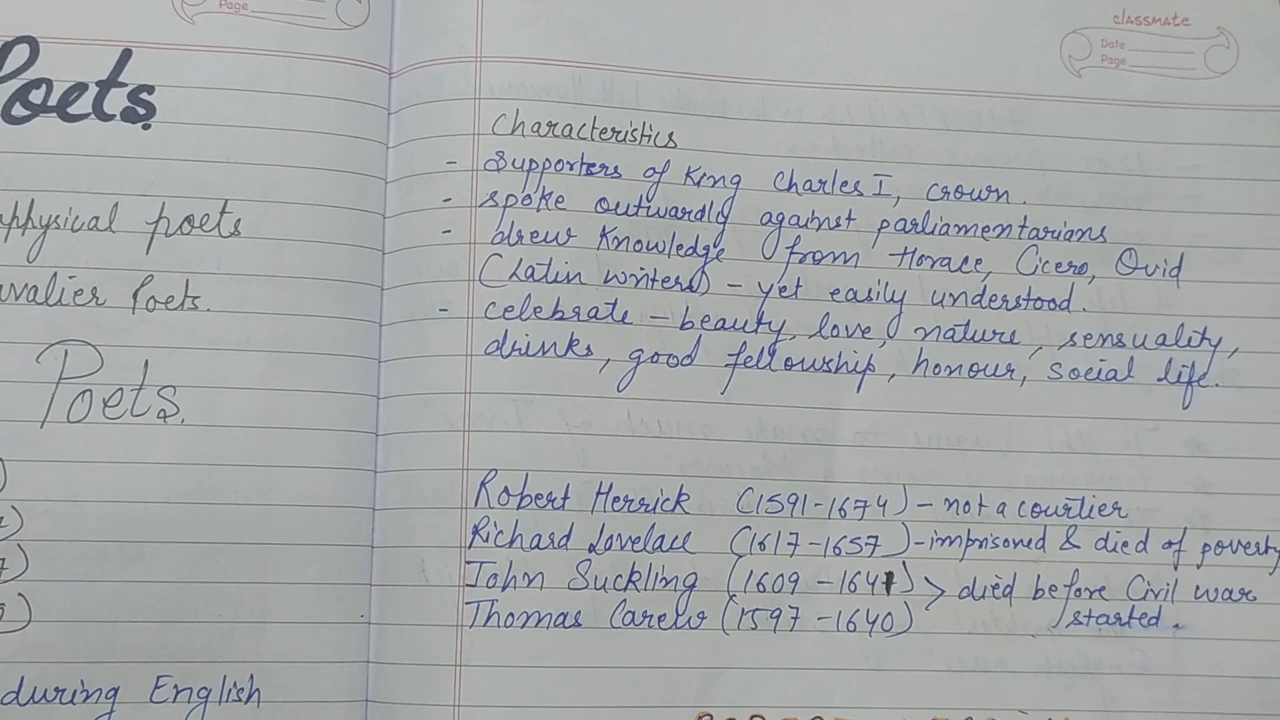 Page
Poets.
physical poets
valier Poets.
Poets.
during English
classmate
Date
Page
Characteristics
- Supporters of King Charles I, crown.
- spoke outwardly against parliamentarians
- drew Knowledge from Horace, Cicero, Ovid
(Latin writers) - yet easily understood.
- celebrate - beauty, love, nature, sensuality,
drinks, good fellowship, honour, social life.
Robert Herrick (1591-1674) - not a courtier
Richard Lovelace (1617-1657) - imprisoned & died of poverty
John Suckling (1609 - 1641) > died before Civil war
Thomas Carew (1597 - 1640) started.